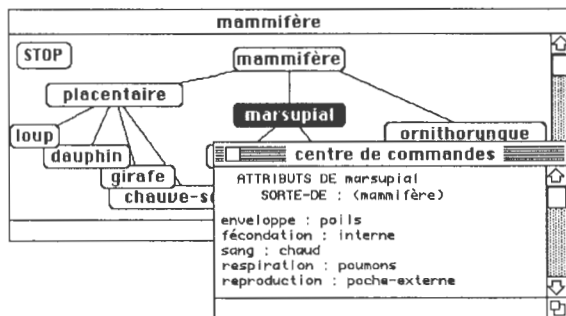 mammifère
STOP
mammifère
placentaire
marsupial
loup
ornithorynque
dauphin
girafe
centre de commandes
ATTRIBUTS DE marsupial
SORTE-DE : (mammifère)
enveloppe : poils
fécondation : interne
sang : chaud
respiration : poumons
reproduction : poche-externe